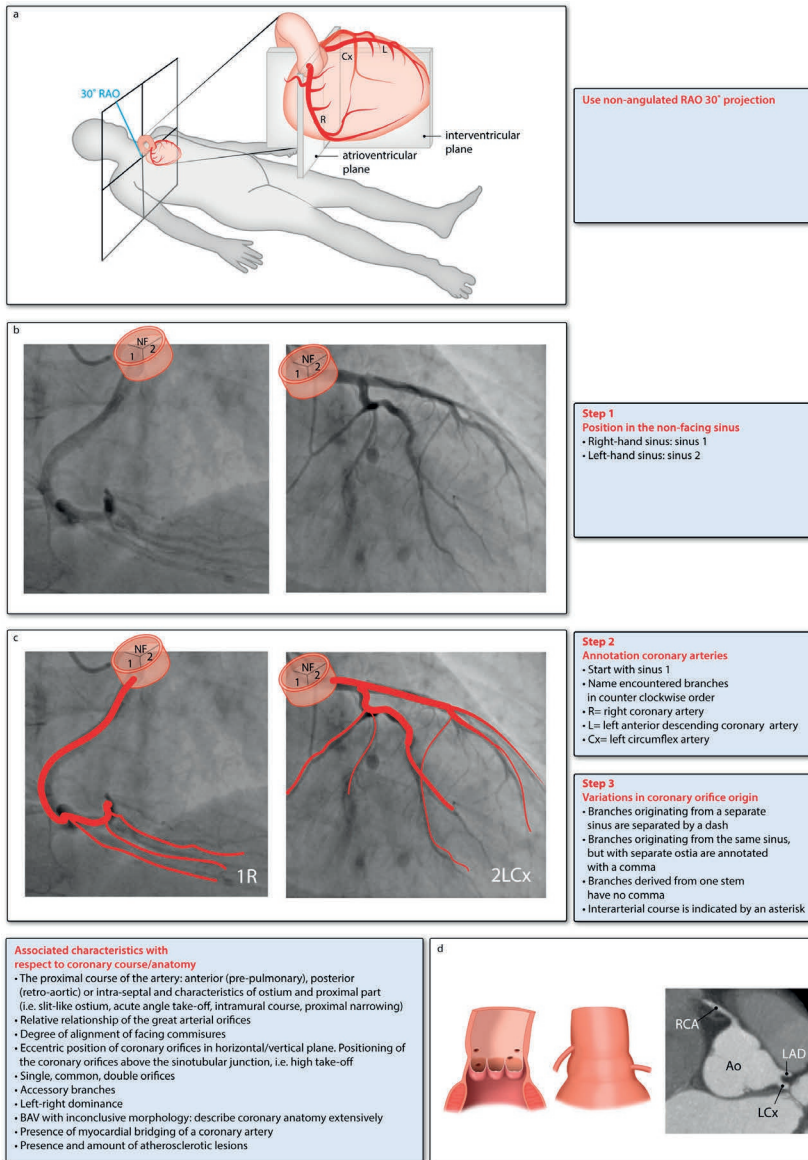 a
30° RAO
Cx
L
R
interventricular
plane
atrioventricular
plane
Use non-angulated RAO 30° projection
b
NF
1
2
NF
1
2
Step 1
Position in the non-facing sinus
• Right-hand sinus: sinus 1
• Left-hand sinus: sinus 2
c
NF
1
2
1R
NF
1
2
2LCx
Step 2
Annotation coronary arteries
• Start with sinus 1
• Name encountered branches
in counter clockwise order
• R= right coronary artery
• L= left anterior descending coronary artery
• Cx= left circumflex artery
Step 3
Variations in coronary orifice origin
• Branches originating from a separate
sinus are separated by a dash
• Branches originating from the same sinus,
but with separate ostia are annotated
with a comma
• Branches derived from one stem
have no comma
• Interarterial course is indicated by an asterisk
Associated characteristics with
respect to coronary course/anatomy
• The proximal course of the artery: anterior (pre-pulmonary), posterior
(retro-aortic) or intra-septal and characteristics of ostium and proximal part
(i.e. slit-like ostium, acute angle take-off, intramural course, proximal narrowing)
• Relative relationship of the great arterial orifices
• Degree of alignment of facing commisures
• Eccentric position of coronary orifices in horizontal/vertical plane. Positioning of
the coronary orifices above the sinotubular junction, i.e. high take-off
• Single, common, double orifices
• Accessory branches
• Left-right dominance
• BAV with inconclusive morphology: describe coronary anatomy extensively
• Presence of myocardial bridging of a coronary artery
• Presence and amount of atherosclerotic lesions
d
RCA
Ao
LAD
LCx